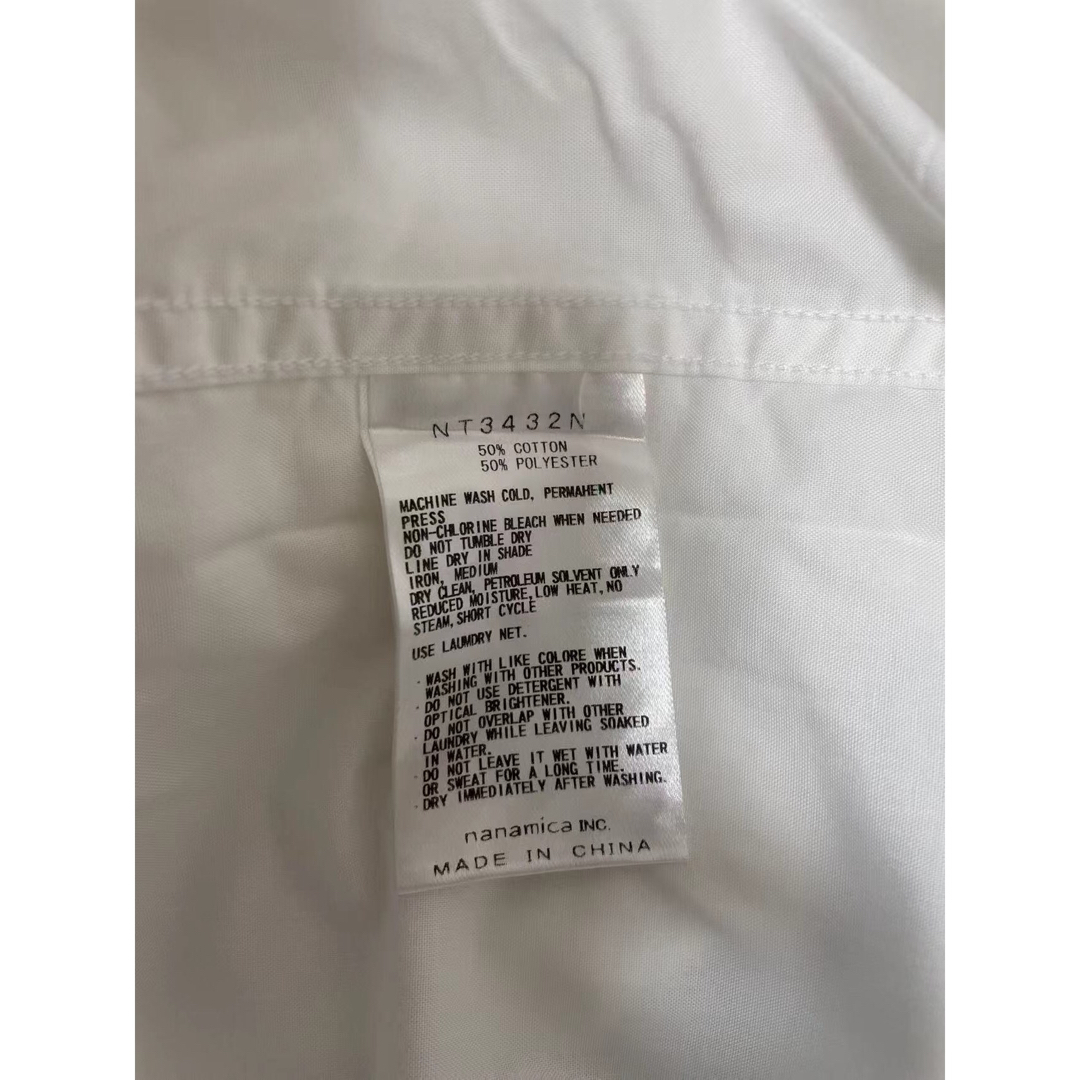 NT3432N
50% COTTON
50% POLYESTER
MACHINE WASH COLD, PERMAHENT
PRESS
NON-CHLORINE BLEACH WHEN NEEDED
DO NOT TUMBLE DRY
LINE DRY IN SHADE
IRON, MEDIUM
DRY CLEAN, PETROLEUM SOLVENT ONLY
REDUCED MOISTURE, LOW HEAT, NO
STEAM, SHORT CYCLE
USE LAUMDRY NET.
· WASH WITH LIKE COLORE WHEN
WASHING WITH OTHER PRODUCTS.
· DO NOT USE DETERGENT WITH
OPTICAL BRIGHTENER.
· DO NOT OVERLAP WITH OTHER
LAUNDRY WHILE LEAVING SOAKED
IN WATER.
· DO NOT LEAVE IT WET WITH WATER
OR SWEAT FOR A LONG TIME.
· DRY IMMEDIATELY AFTER WASHING.
nanamica INC.
MADE IN CHINA